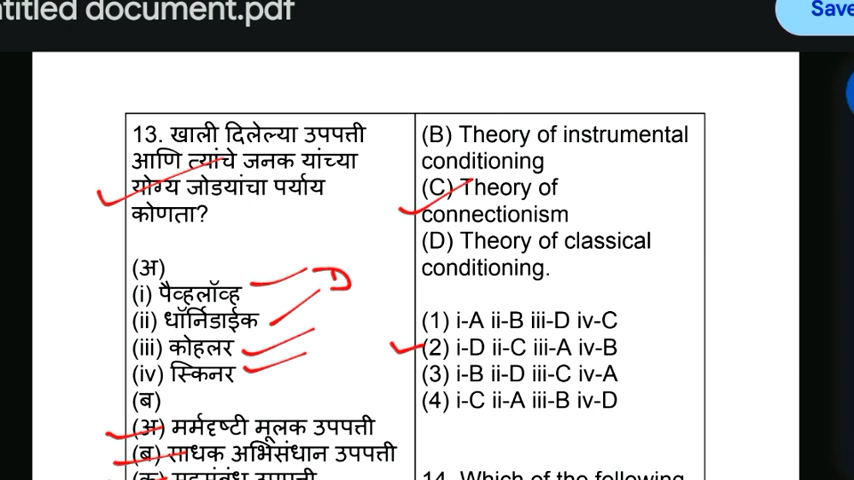 ntitled document.pdf
Save
13. खाली दिलेल्या उपपत्ती
आणि त्यांचे जनक यांच्या
योग्य जोडयांचा पर्याय
कोणता?
(अ)
(i) पैव्हलॉव्ह
(ii) धॉर्निडाईक
(iii) कोहलर
(iv) स्किनर
(ब)
(अ) मर्मदृष्टी मूलक उपपत्ती
(ब) साधक अभिसंधान उपपत्ती
D
(B) Theory of instrumental
conditioning
(C) Theory of
connectionism
(D) Theory of classical
conditioning.
(1) i-A ii-B iii-D iv-C
(2) i-D ii-C iii-A iv-B
(3) i-B ii-D iii-C iv-A
(4) i-C ii-A iii-B iv-D
14. Which of the following